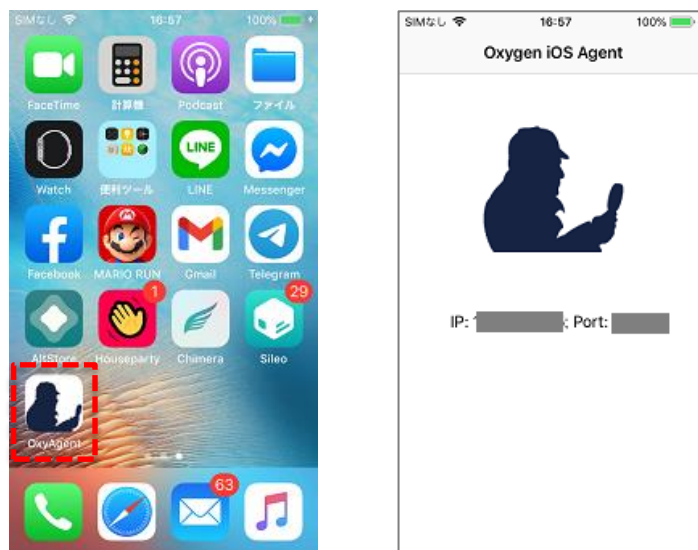 SIMなし 16:57 100%
FaceTime 計算機 Podcast ファイル
Watch 便利ツール LINE Messenger
LINE
Facebook MARIO RUN Gmail Telegram
1 29
AltStore Houseparty Chimera Sileo
OxyAgent
63
SIMなし 16:57 100%
Oxygen iOS Agent
IP: ; Port: